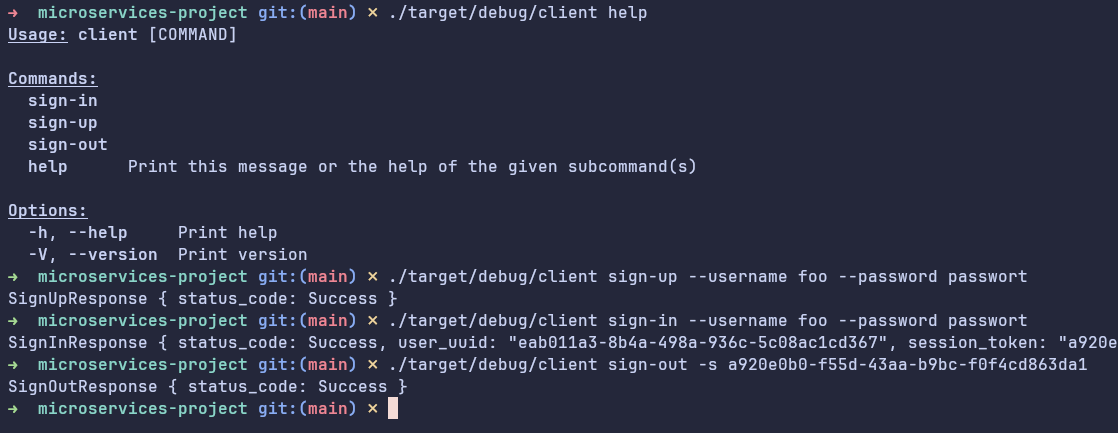 ➜  microservices-project git:(main) ✗ ./target/debug/client help
Usage: client [COMMAND]

Commands:
  sign-in
  sign-up
  sign-out
  help      Print this message or the help of the given subcommand(s)

Options:
  -h, --help     Print help
  -V, --version  Print version
➜  microservices-project git:(main) ✗ ./target/debug/client sign-up --username foo --password passwort
SignUpResponse { status_code: Success }
➜  microservices-project git:(main) ✗ ./target/debug/client sign-in --username foo --password passwort
SignInResponse { status_code: Success, user_uuid: "eab011a3-8b4a-498a-936c-5c08ac1cd367", session_token: "a920e
➜  microservices-project git:(main) ✗ ./target/debug/client sign-out -s a920e0b0-f55d-43aa-b9bc-f0f4cd863da1
SignOutResponse { status_code: Success }
➜  microservices-project git:(main) ✗